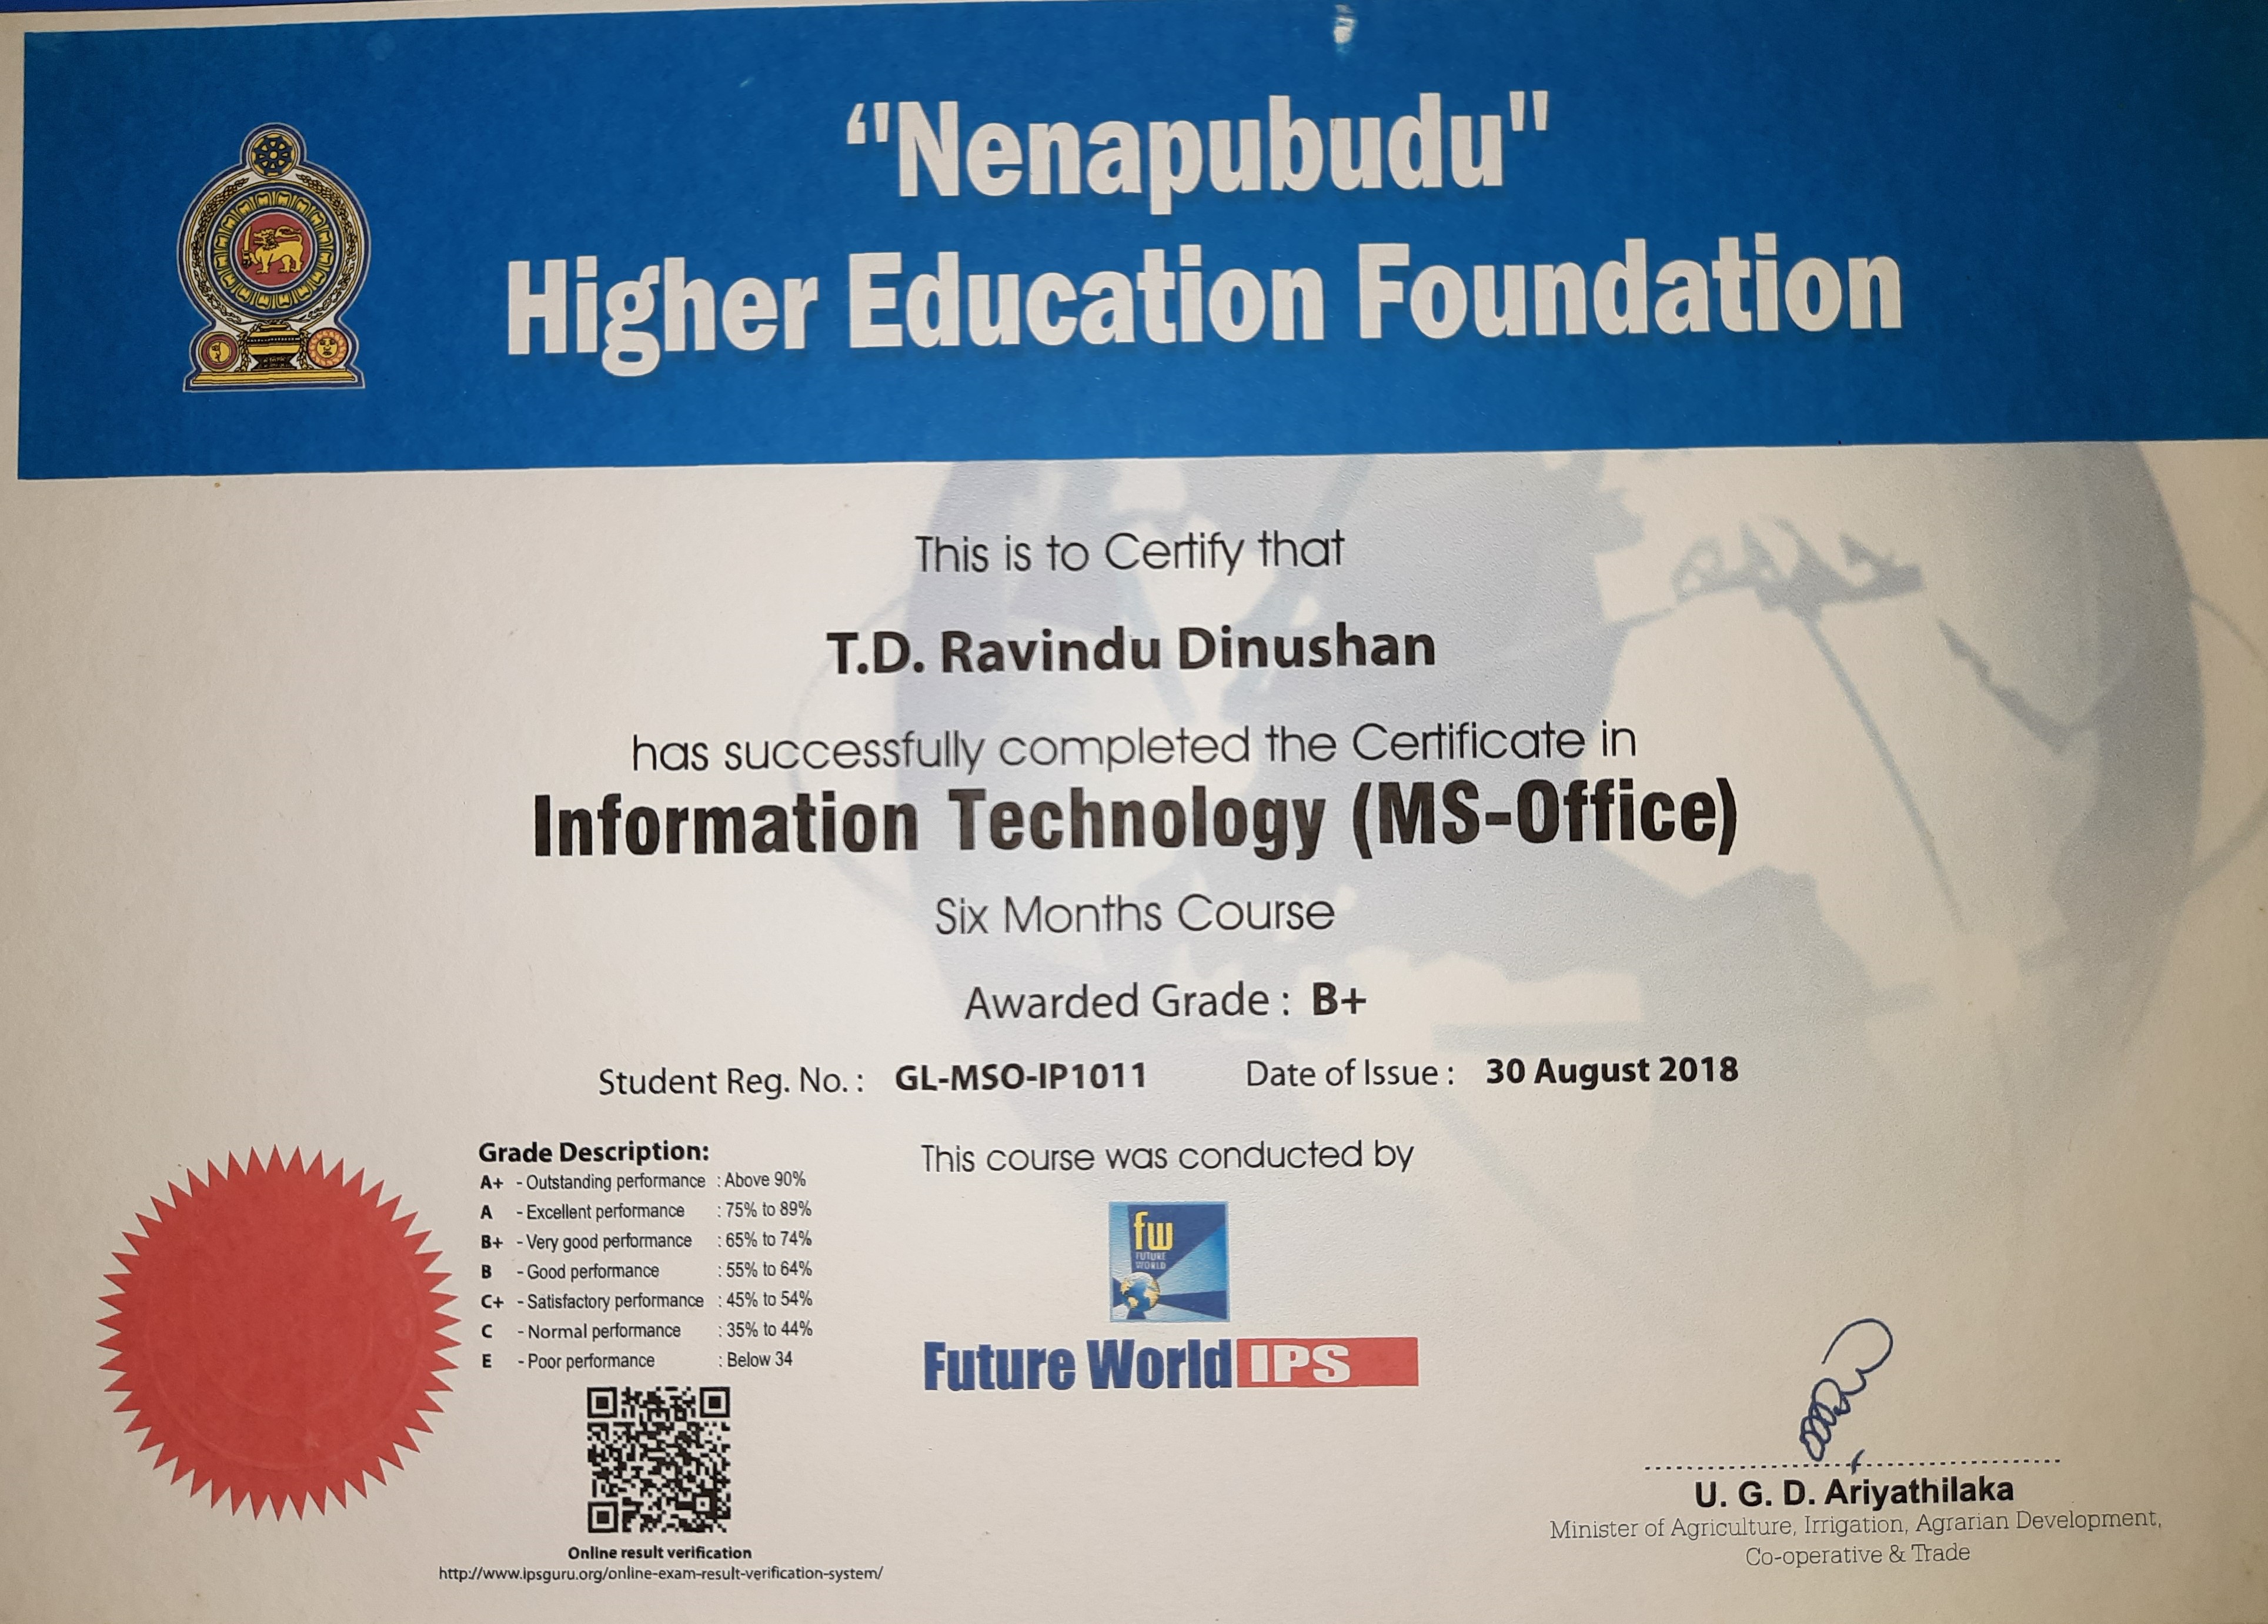 "Nenapubudu"
Higher Education Foundation
This is to Certify that
T.D. Ravindu Dinushan
has successfully completed the Certificate in
Information Technology (MS-Office)
Six Months Course
Awarded Grade : B+
Student Reg. No. : GL-MSO-IP1011 Date of Issue : 30 August 2018
Grade Description:
A+ - Outstanding performance : Above 90%
A - Excellent performance : 75% to 89%
B+ - Very good performance : 65% to 74%
B - Good performance : 55% to 64%
C+ - Satisfactory performance : 45% to 54%
C - Normal performance : 35% to 44%
E - Poor performance : Below 34
Online result verification
http://www.ipsguru.org/online-exam-result-verification-system/
This course was conducted by
fw
FUTURE
WORLD
Future World IPS
U. G. D. Ariyathilaka
Minister of Agriculture, Irrigation, Agrarian Development,
Co-operative & Trade